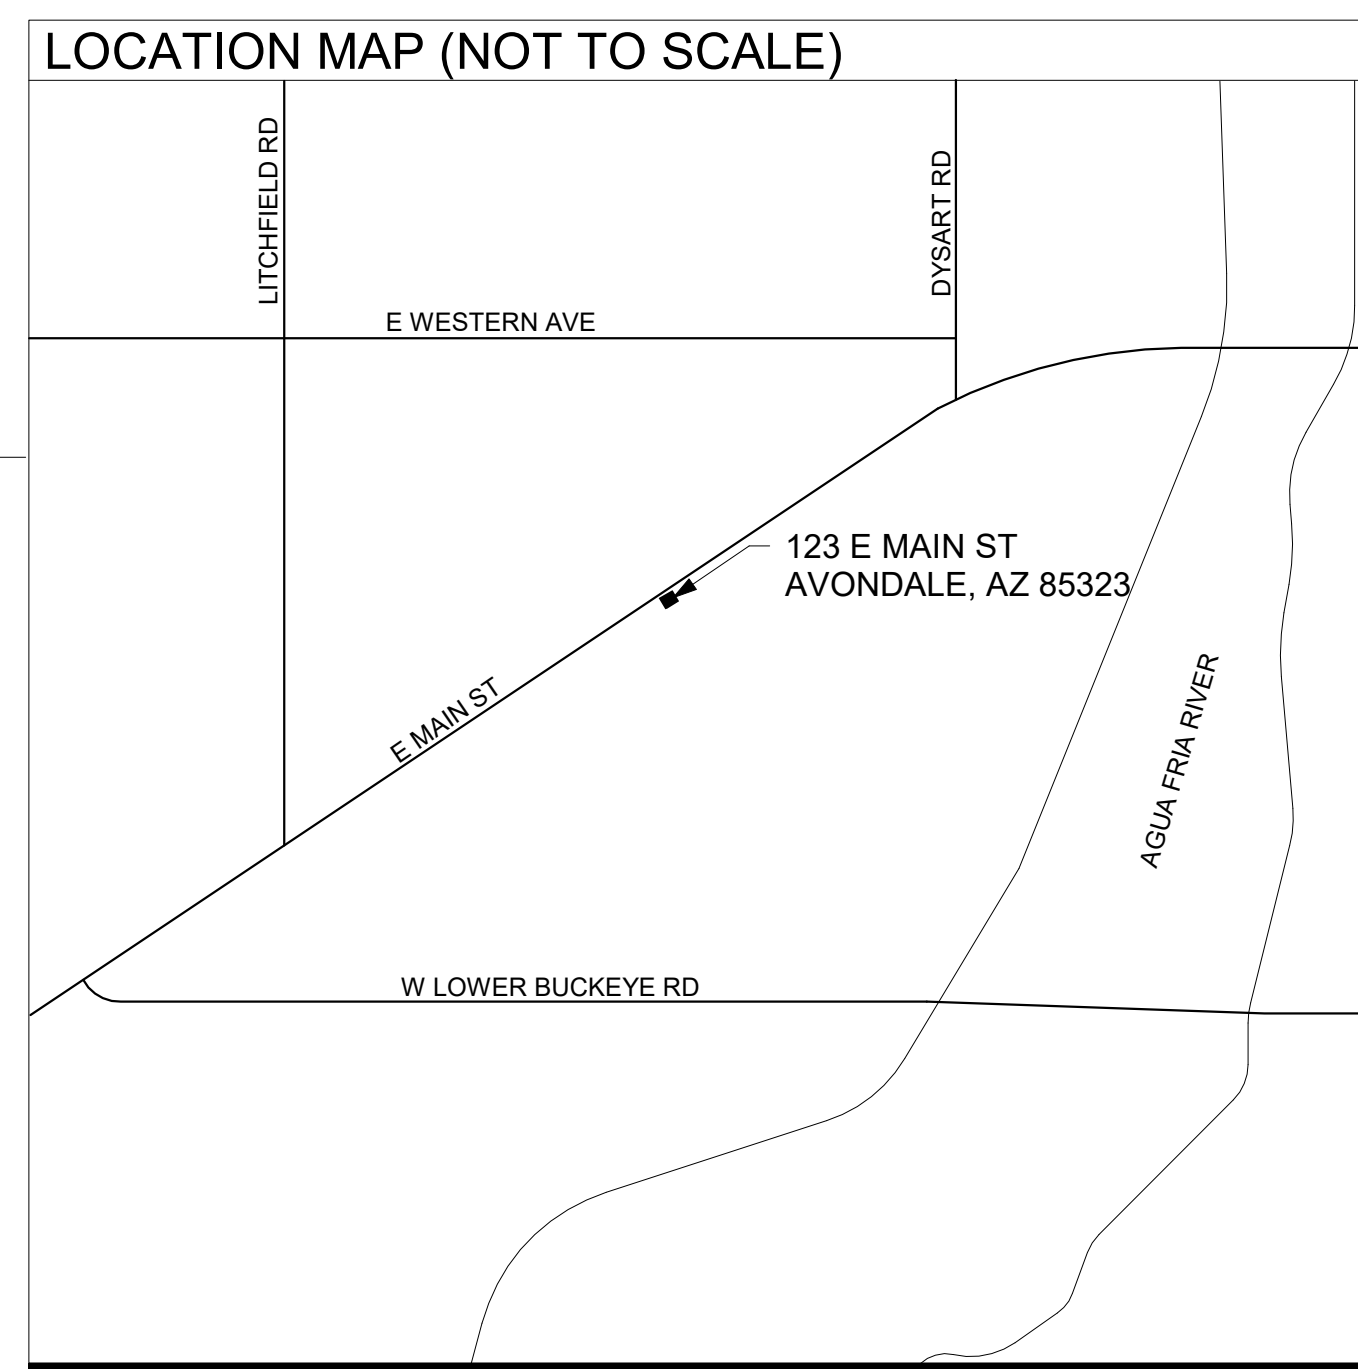 LOCATION MAP (NOT TO SCALE)
LITCHFIELD RD
DYSART RD
E WESTERN AVE
123 E MAIN ST
AVONDALE, AZ 85323
E MAIN ST
AGUA FRIA RIVER
W LOWER BUCKEYE RD